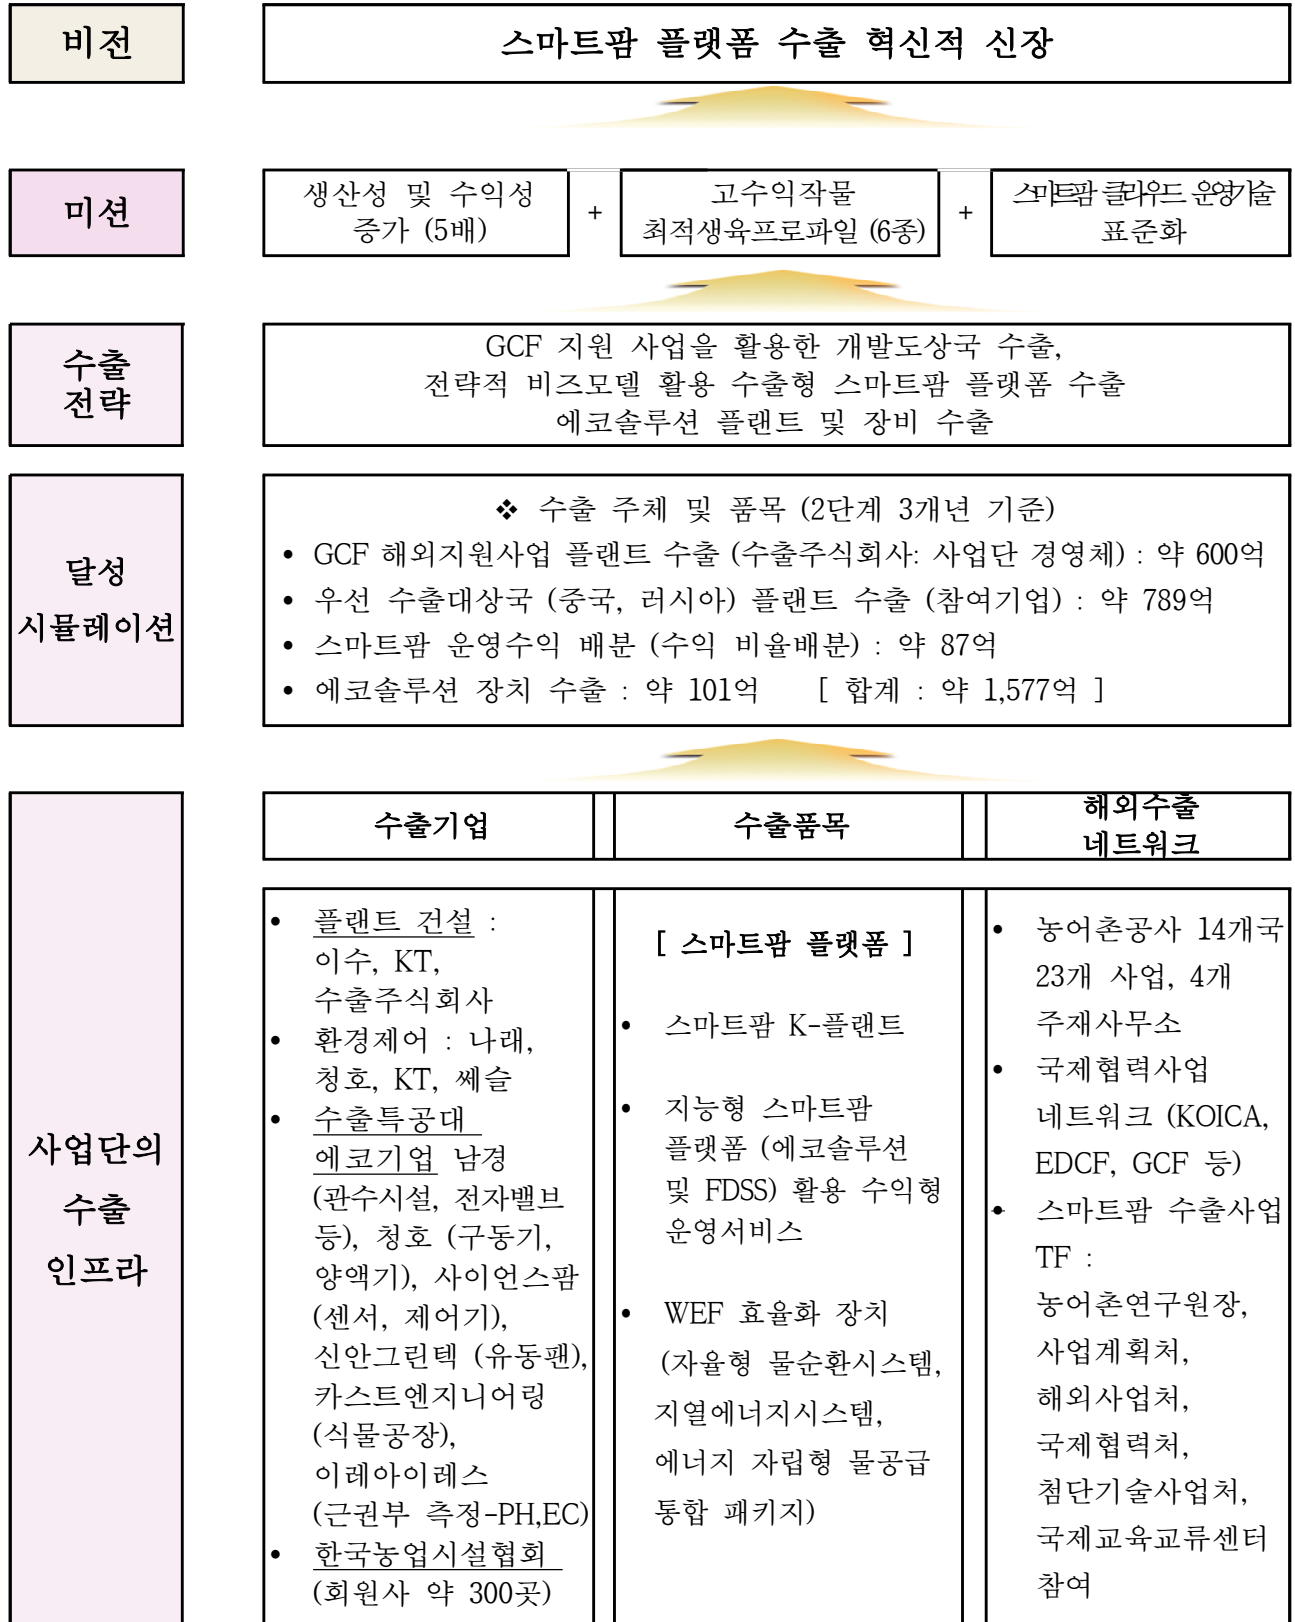 비전
스마트팜 플랫폼 수출 혁신적 신장
미션
생산성 및 수익성
증가 (5배)
+
고수익작물
최적생육프로파일 (6종)
+
스마트팜 클라우드 운영기술
표준화
수출
전략
GCF 지원 사업을 활용한 개발도상국 수출,
전략적 비즈모델 활용 수출형 스마트팜 플랫폼 수출
에코솔루션 플랜트 및 장비 수출
달성
시뮬레이션
❖ 수출 주체 및 품목 (2단계 3개년 기준)
• GCF 해외지원사업 플랜트 수출 (수출주식회사: 사업단 경영체) : 약 600억
• 우선 수출대상국 (중국, 러시아) 플랜트 수출 (참여기업) : 약 789억
• 스마트팜 운영수익 배분 (수익 비율배분) : 약 87억
• 에코솔루션 장치 수출 : 약 101억 [ 합계 : 약 1,577억 ]
사업단의
수출
인프라
수출기업
• 플랜트 건설 :
이수, KT,
수출주식회사
• 환경제어 : 나래,
청호, KT, 쎄슬
• 수출특공대
에코기업 남경
(관수시설, 전자밸브
등), 청호 (구동기,
양액기), 사이언스팜
(센서, 제어기),
신안그린텍 (유동팬),
카스트엔지니어링
(식물공장),
이레아이레스
(근권부 측정-PH,EC)
• 한국농업시설협회
(회원사 약 300곳)
수출품목
[ 스마트팜 플랫폼 ]
• 스마트팜 K-플랜트
• 지능형 스마트팜
플랫폼 (에코솔루션
및 FDSS) 활용 수익형
운영서비스
• WEF 효율화 장치
(자율형 물순환시스템,
지열에너지시스템,
에너지 자립형 물공급
통합 패키지)
해외수출
네트워크
• 농어촌공사 14개국
23개 사업, 4개
주재사무소
• 국제협력사업
네트워크 (KOICA,
EDCF, GCF 등)
• 스마트팜 수출사업
TF :
농어촌연구원장,
사업계획처,
해외사업처,
국제협력처,
첨단기술사업처,
국제교육교류센터
참여